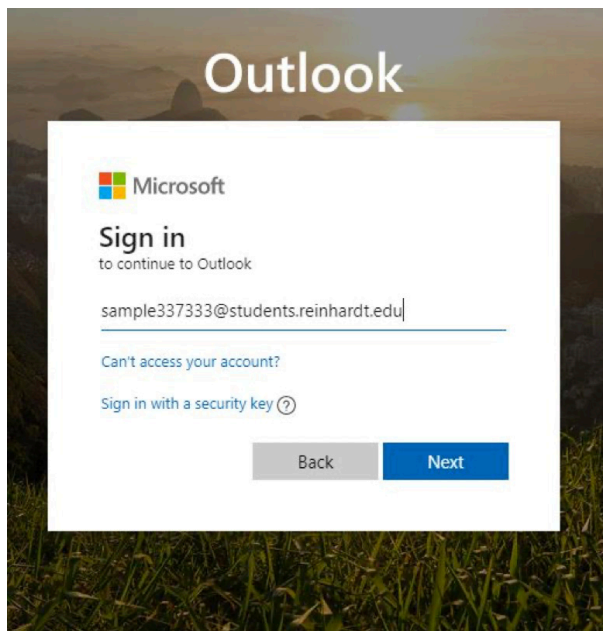 Outlook
Microsoft
Sign in
to continue to Outlook
sample337333@students.reinhardt.edu
Can't access your account?
Sign in with a security key
Back Next